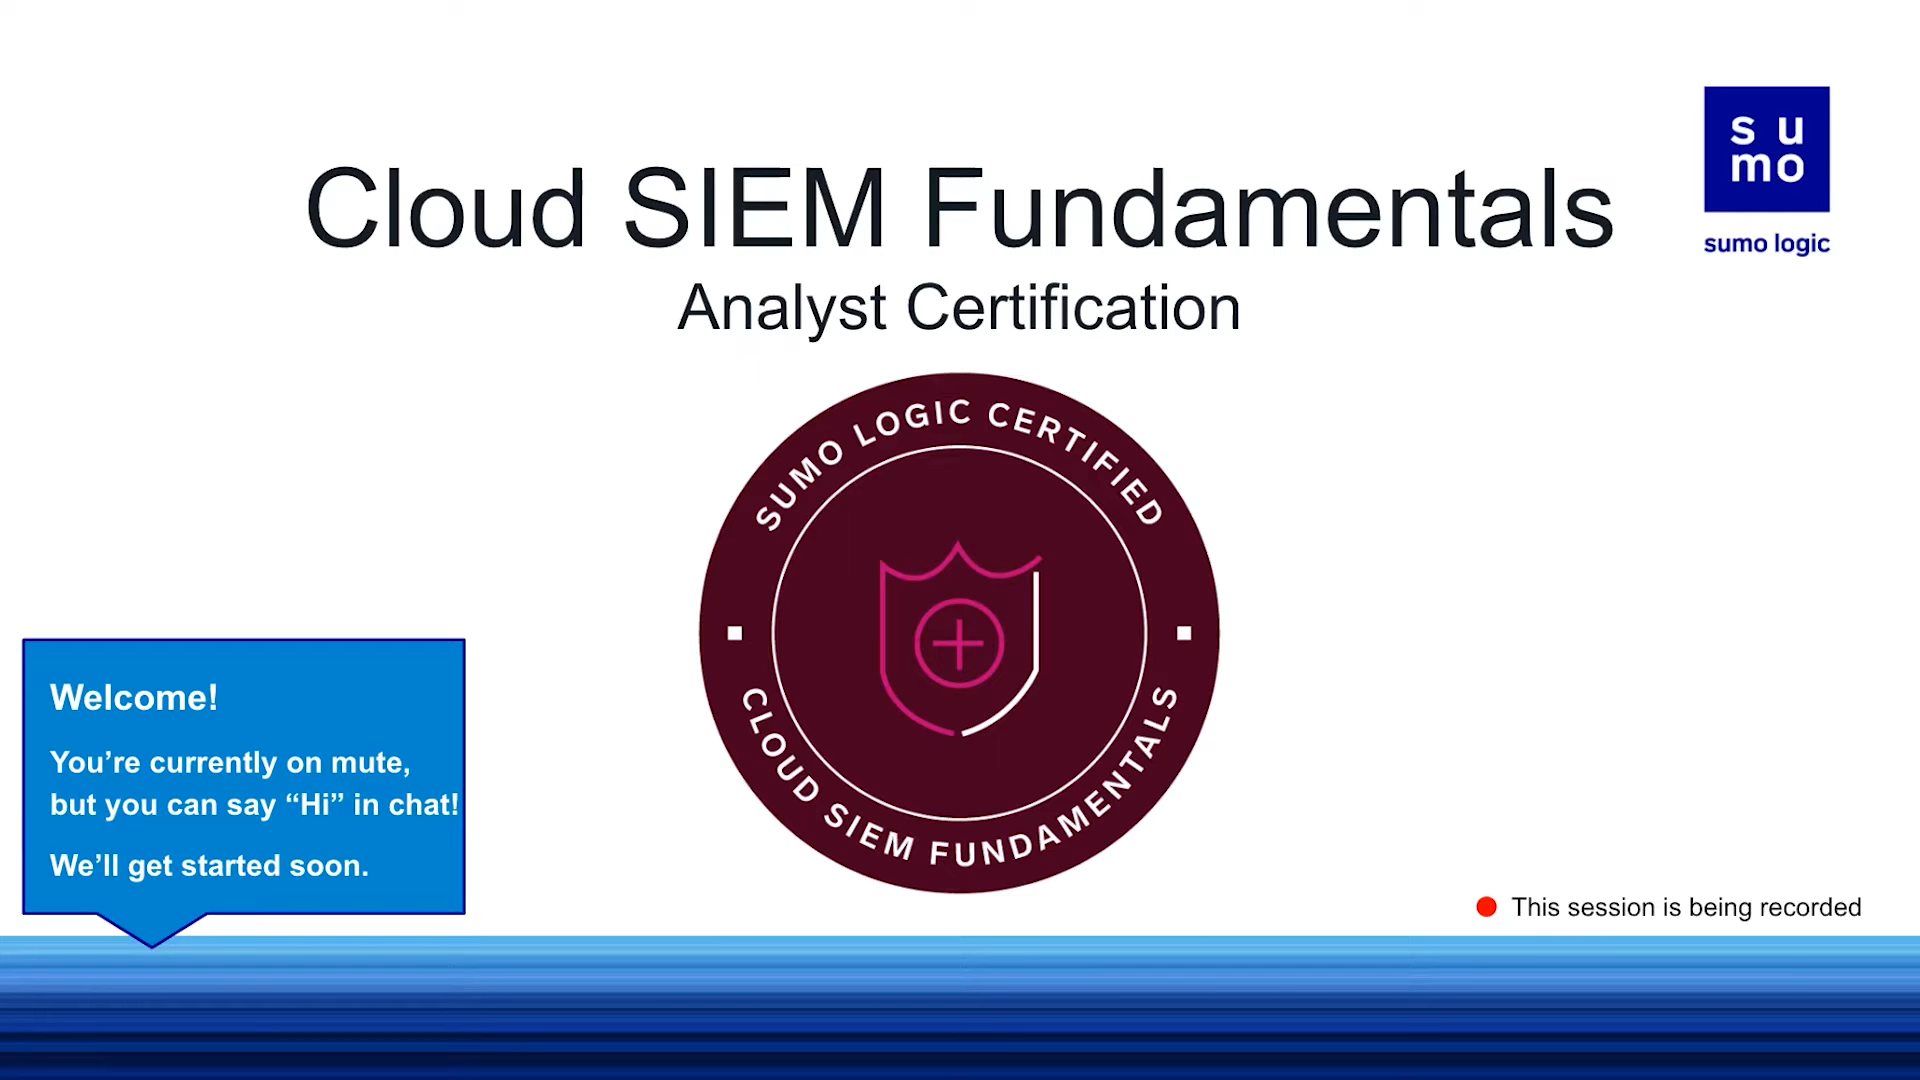 Cloud SIEM Fundamentals
Analyst Certification
su
mo
sumo logic
SUMO LOGIC CERTIFIED
CLOUD SIEM FUNDAMENTALS
Welcome!
You’re currently on mute,
but you can say “Hi” in chat!
We’ll get started soon.
This session is being recorded